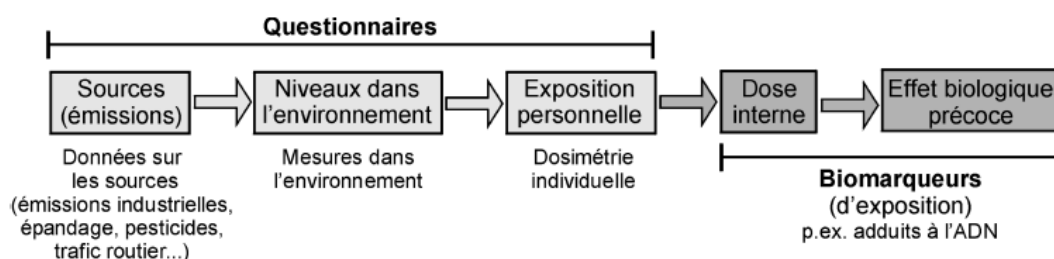 Questionnaires
Sources
(émissions)
Niveaux dans
l'environnement
Exposition
personnelle
Dose
interne
Effet biologique
précoce
Données sur
les sources
(émissions industrielles,
épandage, pesticides,
trafic routier...)
Mesures dans
l'environnement
Dosimétrie
individuelle
Biomarqueurs
(d'exposition)
p.ex. adduits à l'ADN